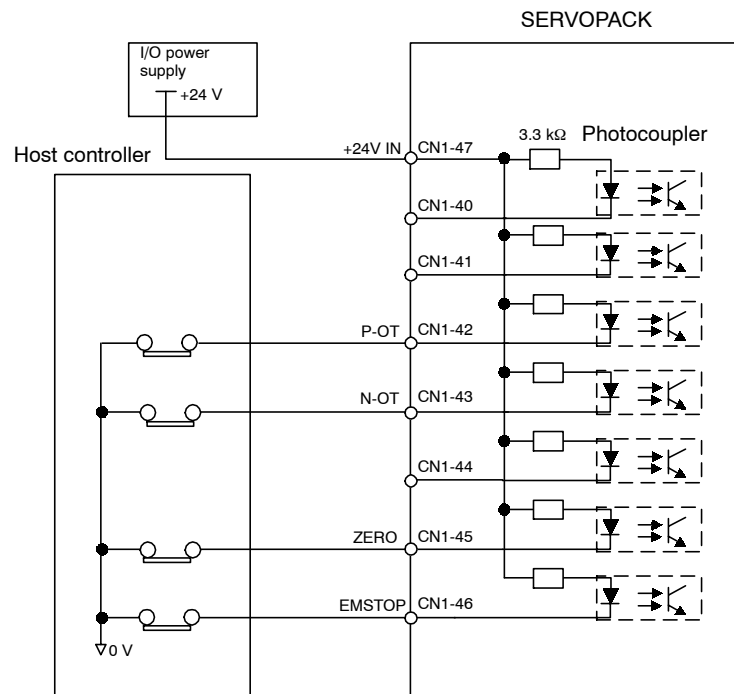 SERVOPACK
I/O power
supply
+24 V
Host controller
+24V IN
CN1-47
3.3 kΩ
Photocoupler
CN1-40
CN1-41
P-OT
CN1-42
N-OT
CN1-43
CN1-44
ZERO
CN1-45
EMSTOP
CN1-46
0 V